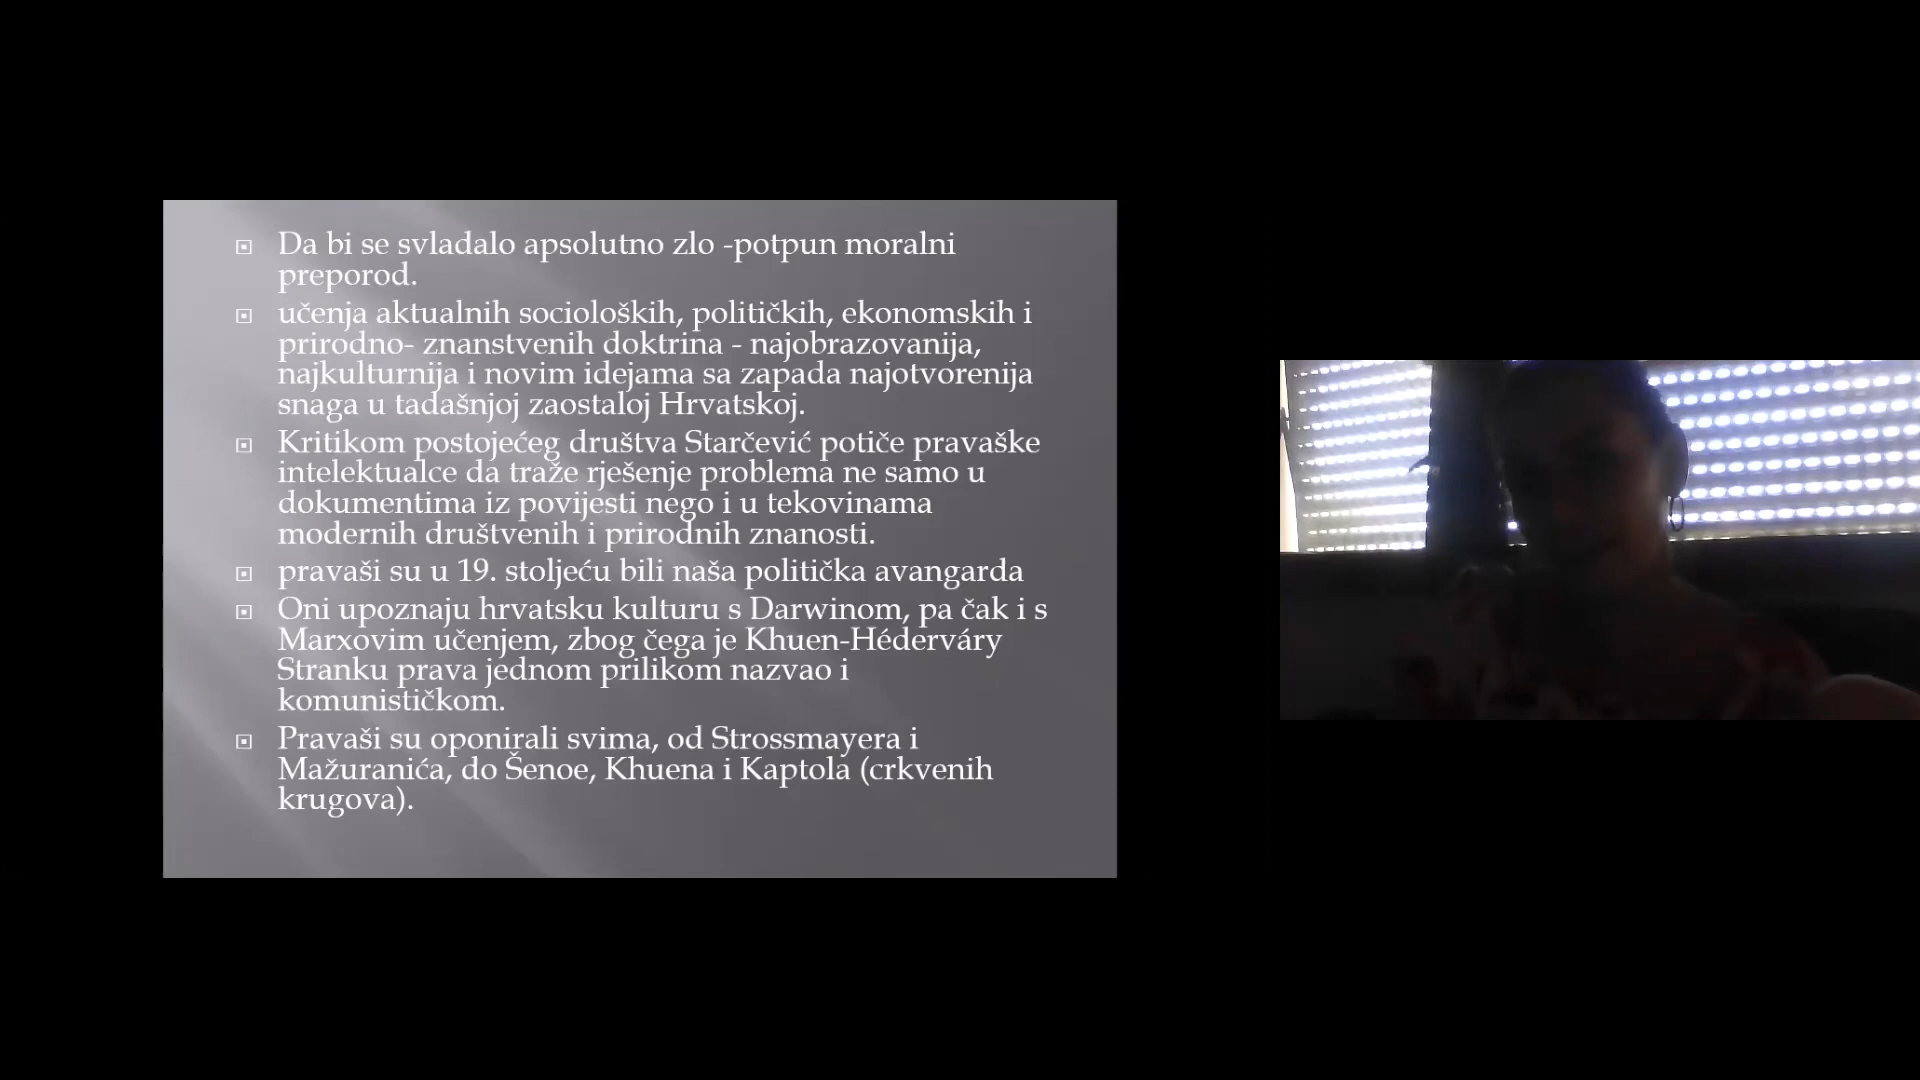 Da bi se svladalo apsolutno zlo -potpun moralni
preporod.
učenja aktualnih socioloških, političkih, ekonomskih i
prirodno- znanstvenih doktrina - najobrazovanija,
najkulturnija i novim idejama sa zapada najotvorenija
snaga u tadašnjoj zaostaloj Hrvatskoj.
Kritikom postojećeg društva Starčević potiče pravaške
intelektualce da traže rješenje problema ne samo u
dokumentima iz povijesti nego i u tekovinama
modernih društvenih i prirodnih znanosti.
pravaši su u 19. stoljeću bili naša politička avangarda
Oni upoznaju hrvatsku kulturu s Darwinom, pa čak i s
Marxovim učenjem, zbog čega je Khuen-Héderváry
Stranku prava jednom prilikom nazvao i
komunističkom.
Pravaši su oponirali svima, od Strossmayera i
Mažuranića, do Šenoe, Khuena i Kaptola (crkvenih
krugova).